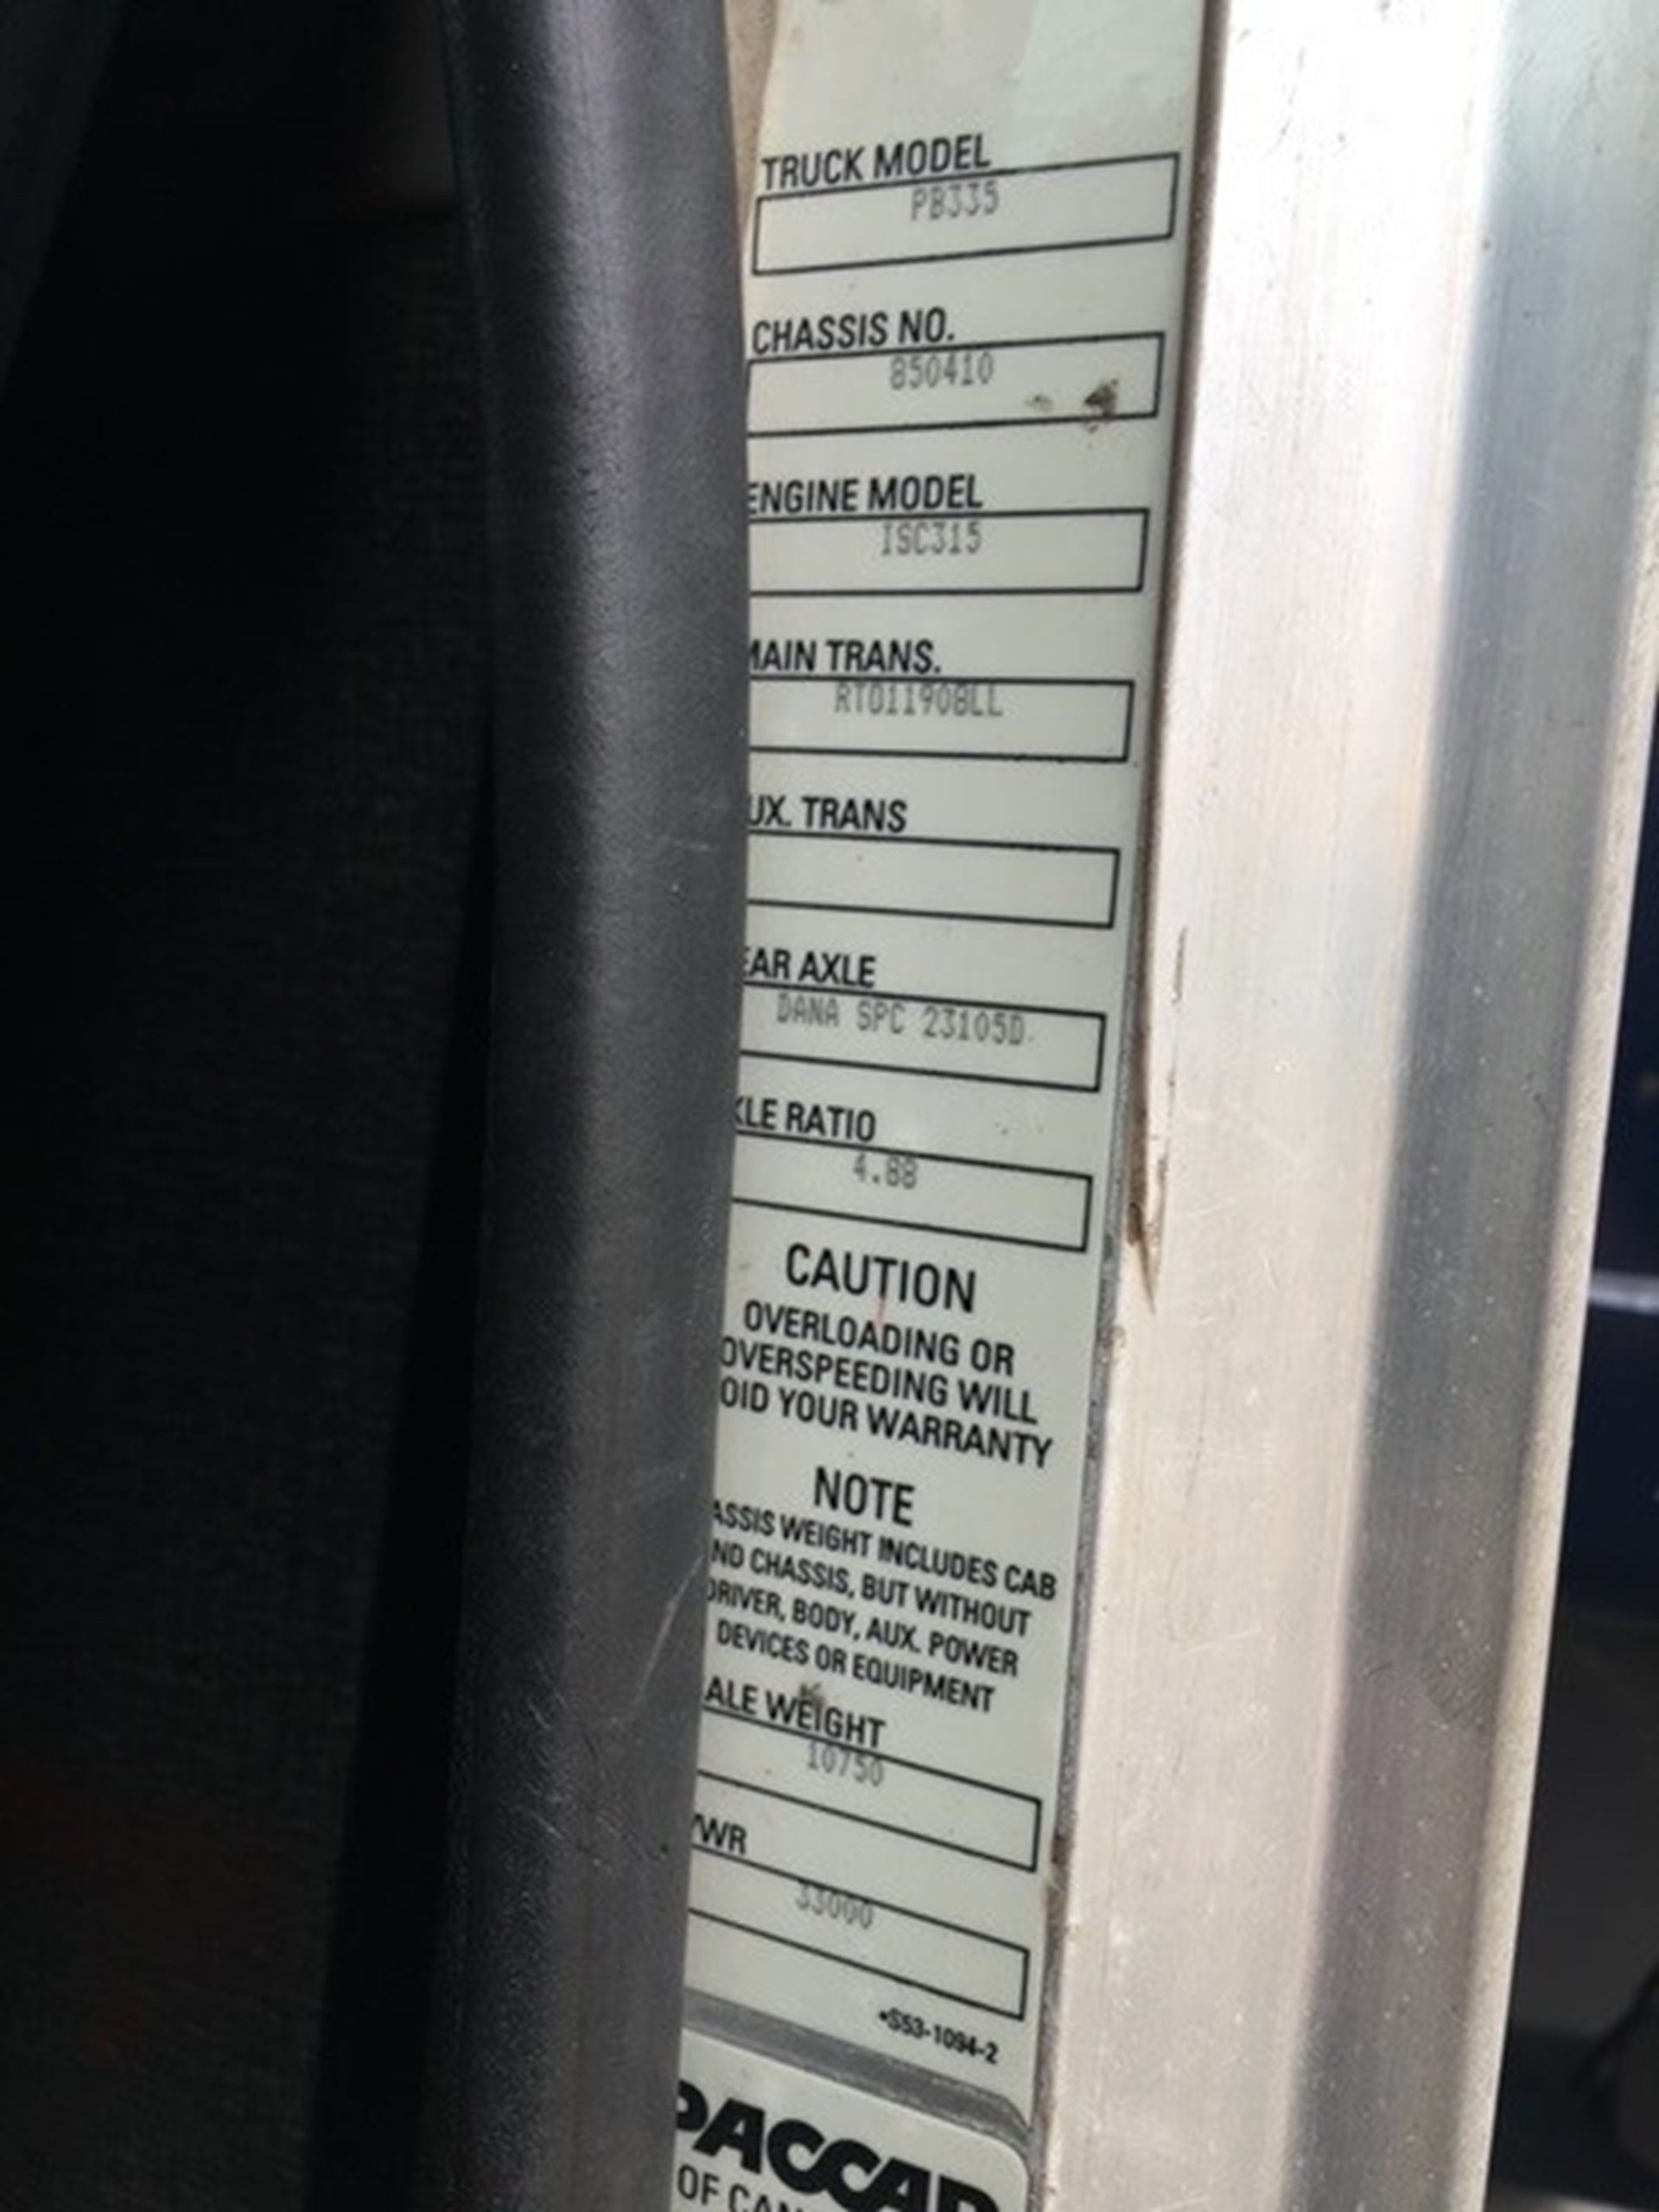 TRUCK MODEL
PB335
CHASSIS NO.
850410
ENGINE MODEL
ISC315
MAIN TRANS.
RTO11908LL
UX. TRANS
EAR AXLE
DANA SPC 23105D
XLE RATIO
4.88
CAUTION
OVERLOADING OR
OVERSPEEDING WILL
OID YOUR WARRANTY
NOTE
ASSIS WEIGHT INCLUDES CAB
ND CHASSIS, BUT WITHOUT
DRIVER, BODY, AUX. POWER
DEVICES OR EQUIPMENT
ALE WEIGHT
10750
VWR
33000
•S53-1094-2
PACCAR
OF CAN